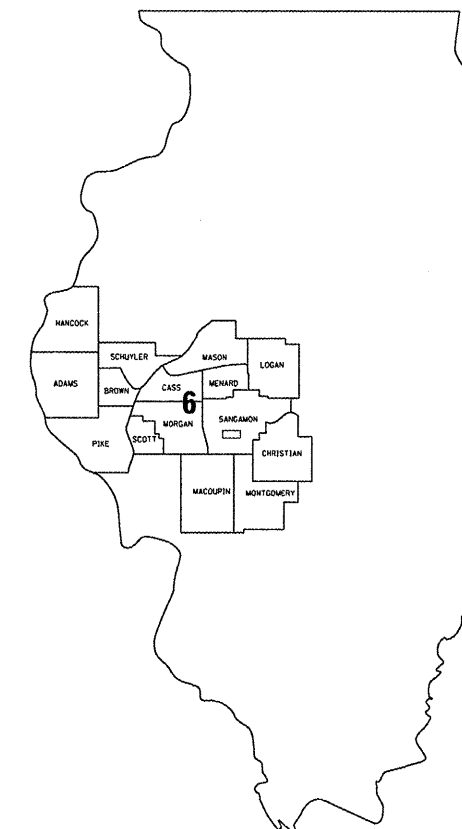 HANCOCK
SCHUYLER
MASON
LOGAN
ADAMS
BROWN
CASS
MENARD
6
MORGAN
SANGAMON
PIKE
SCOTT
CHRISTIAN
MACOUPIN
MONTGOMERY